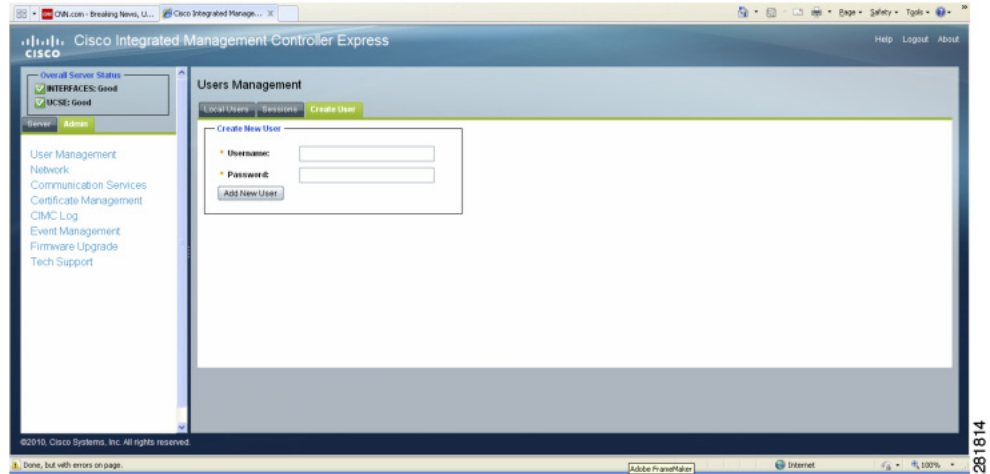 CNN.com - Breaking News, U...
Cisco Integrated Manage...
Page
Safety
Tools
cisco
Cisco Integrated Management Controller Express
Help Logout About
Overall Server Status
INTERFACES: Good
UCSE: Good
Server Admin
User Management
Network
Communication Services
Certificate Management
CIMC Log
Event Management
Firmware Upgrade
Tech Support
Users Management
Local Users Sessions Create User
Create New User
* Username:
* Password:
Add New User
©2010, Cisco Systems, Inc. All rights reserved.
Done, but with errors on page.
Adobe FrameMaker
Internet
100%
281814